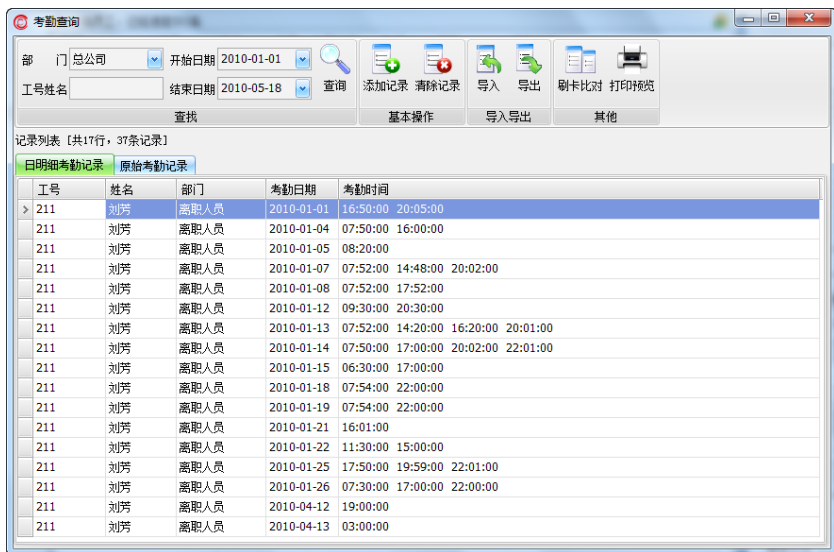 考勤查询
部 门 总公司 开始日期 2010-01-01
工号姓名 结束日期 2010-05-18 查询 添加记录 清除记录 导入 导出 刷卡比对 打印预览
查找 基本操作 导入导出 其他
记录列表 [共17行，37条记录]
日明细考勤记录 原始考勤记录
工号 姓名 部门 考勤日期 考勤时间
211 刘芳 离职人员 2010-01-01 16:50:00 20:05:00
211 刘芳 离职人员 2010-01-04 07:50:00 16:00:00
211 刘芳 离职人员 2010-01-05 08:20:00
211 刘芳 离职人员 2010-01-07 07:52:00 14:48:00 20:02:00
211 刘芳 离职人员 2010-01-08 07:52:00 17:52:00
211 刘芳 离职人员 2010-01-12 09:30:00 20:30:00
211 刘芳 离职人员 2010-01-13 07:52:00 14:20:00 16:20:00 20:01:00
211 刘芳 离职人员 2010-01-14 07:50:00 17:00:00 20:02:00 22:01:00
211 刘芳 离职人员 2010-01-15 06:30:00 17:00:00
211 刘芳 离职人员 2010-01-18 07:54:00 22:00:00
211 刘芳 离职人员 2010-01-19 07:54:00 22:00:00
211 刘芳 离职人员 2010-01-21 16:01:00
211 刘芳 离职人员 2010-01-22 11:30:00 15:00:00
211 刘芳 离职人员 2010-01-25 17:50:00 19:59:00 22:01:00
211 刘芳 离职人员 2010-01-26 07:30:00 17:00:00 22:00:00
211 刘芳 离职人员 2010-04-12 19:00:00
211 刘芳 离职人员 2010-04-13 03:00:00